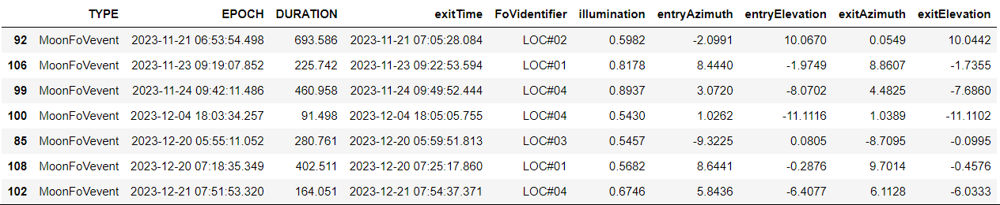 TYPE EPOCH DURATION exitTime FoVidentifier illumination entryAzimuth entryElevation exitAzimuth exitElevation
92 MoonFoVevent 2023-11-21 06:53:54.498 693.586 2023-11-21 07:05:28.084 LOC#02 0.5982 -2.0991 10.0670 0.0549 10.0442
106 MoonFoVevent 2023-11-23 09:19:07.852 225.742 2023-11-23 09:22:53.594 LOC#01 0.8178 8.4440 -1.9749 8.8607 -1.7355
99 MoonFoVevent 2023-11-24 09:42:11.486 460.958 2023-11-24 09:49:52.444 LOC#04 0.8937 3.0720 -8.0702 4.4825 -7.6860
100 MoonFoVevent 2023-12-04 18:03:34.257 91.498 2023-12-04 18:05:05.755 LOC#04 0.5430 1.0262 -11.1116 1.0389 -11.1102
85 MoonFoVevent 2023-12-20 05:55:11.052 280.761 2023-12-20 05:59:51.813 LOC#03 0.5457 -9.3225 0.0805 -8.7095 -0.0995
108 MoonFoVevent 2023-12-20 07:18:35.349 402.511 2023-12-20 07:25:17.860 LOC#01 0.5682 8.6441 -0.2876 9.7014 -0.4576
102 MoonFoVevent 2023-12-21 07:51:53.320 164.051 2023-12-21 07:54:37.371 LOC#04 0.6746 5.8436 -6.4077 6.1128 -6.0333